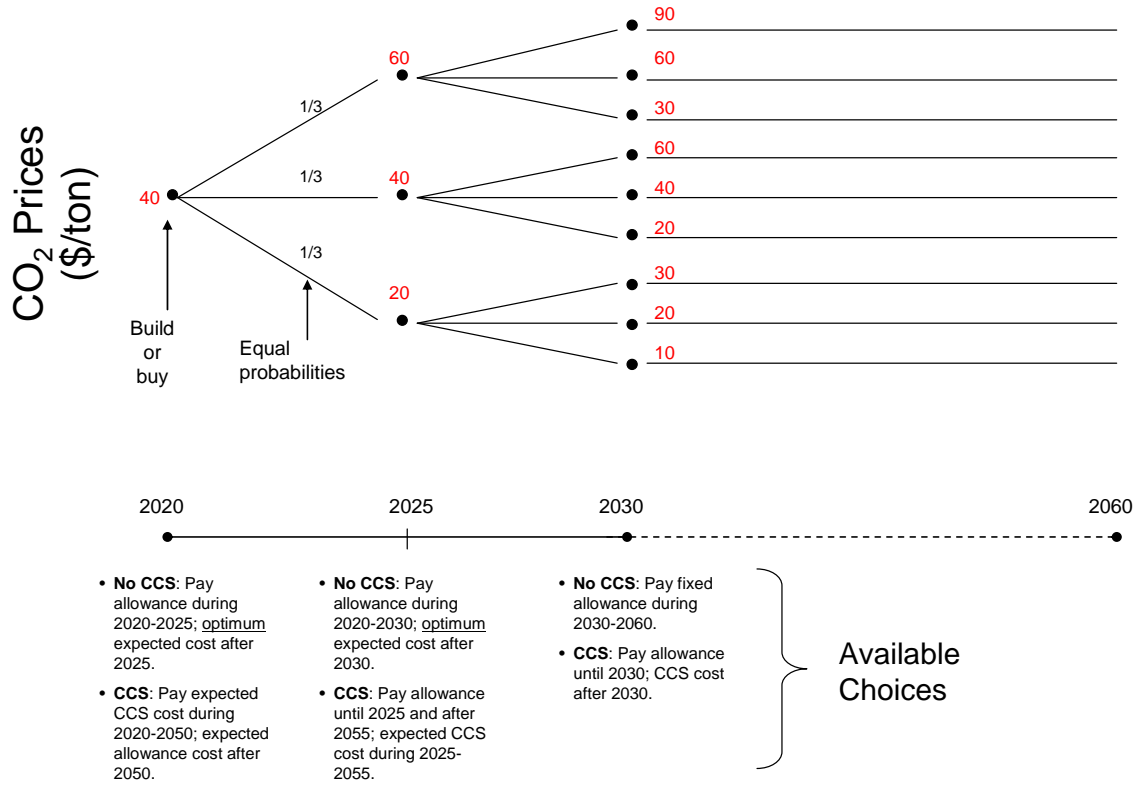 CO2 Prices
($/ton)
90
60
60
30
1/3
60
1/3
40
40
40
20
1/3
30
20
20
10
Build
or
buy
Equal
probabilities
2020
2025
2030
2060
• No CCS: Pay
allowance during
2020-2025; optimum
expected cost after
2025.
• CCS: Pay expected
CCS cost during
2020-2050; expected
allowance cost after
2050.
• No CCS: Pay
allowance during
2020-2030; optimum
expected cost after
2030.
• CCS: Pay allowance
until 2025 and after
2055; expected CCS
cost during 2025-
2055.
• No CCS: Pay fixed
allowance during
2030-2060.
• CCS: Pay allowance
until 2030; CCS cost
after 2030.
Available
Choices